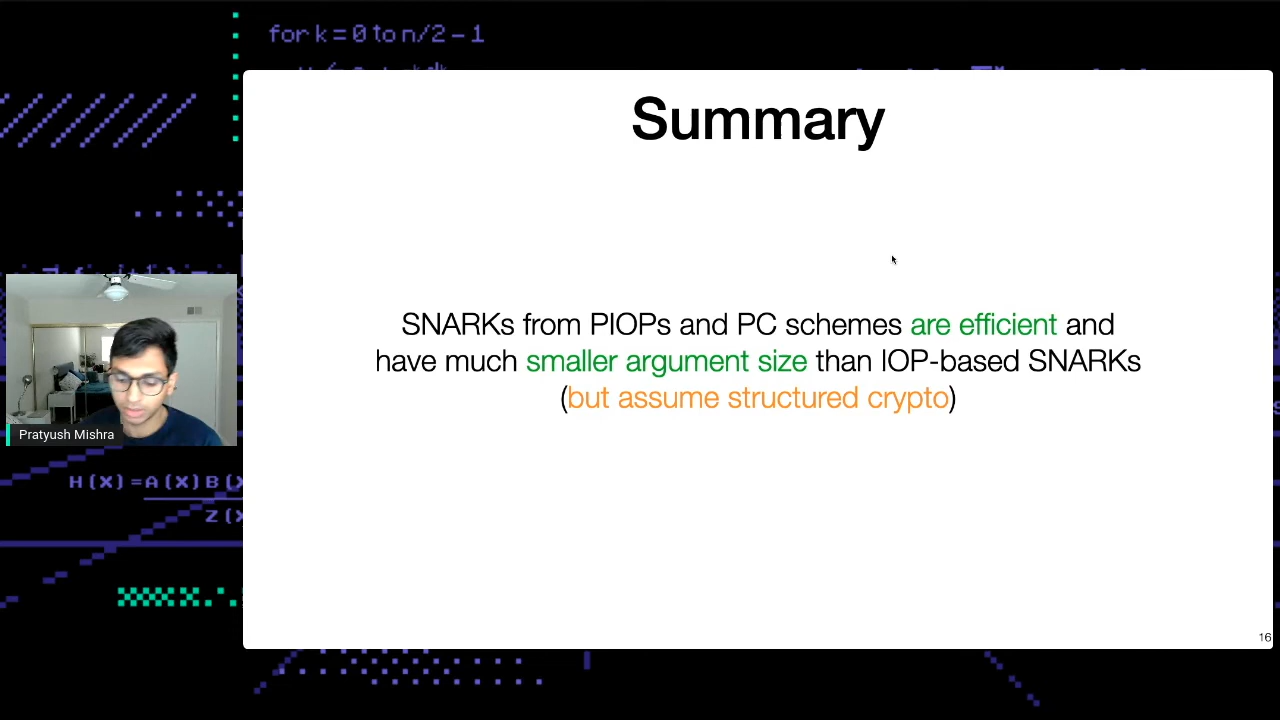 for k = 0 to n/2 - 1
Summary
SNARKs from PIOPs and PC schemes are efficient and
have much smaller argument size than IOP-based SNARKs
(but assume structured crypto)
Pratyush Mishra
H(X) =A(X)B(X
Z(X
16